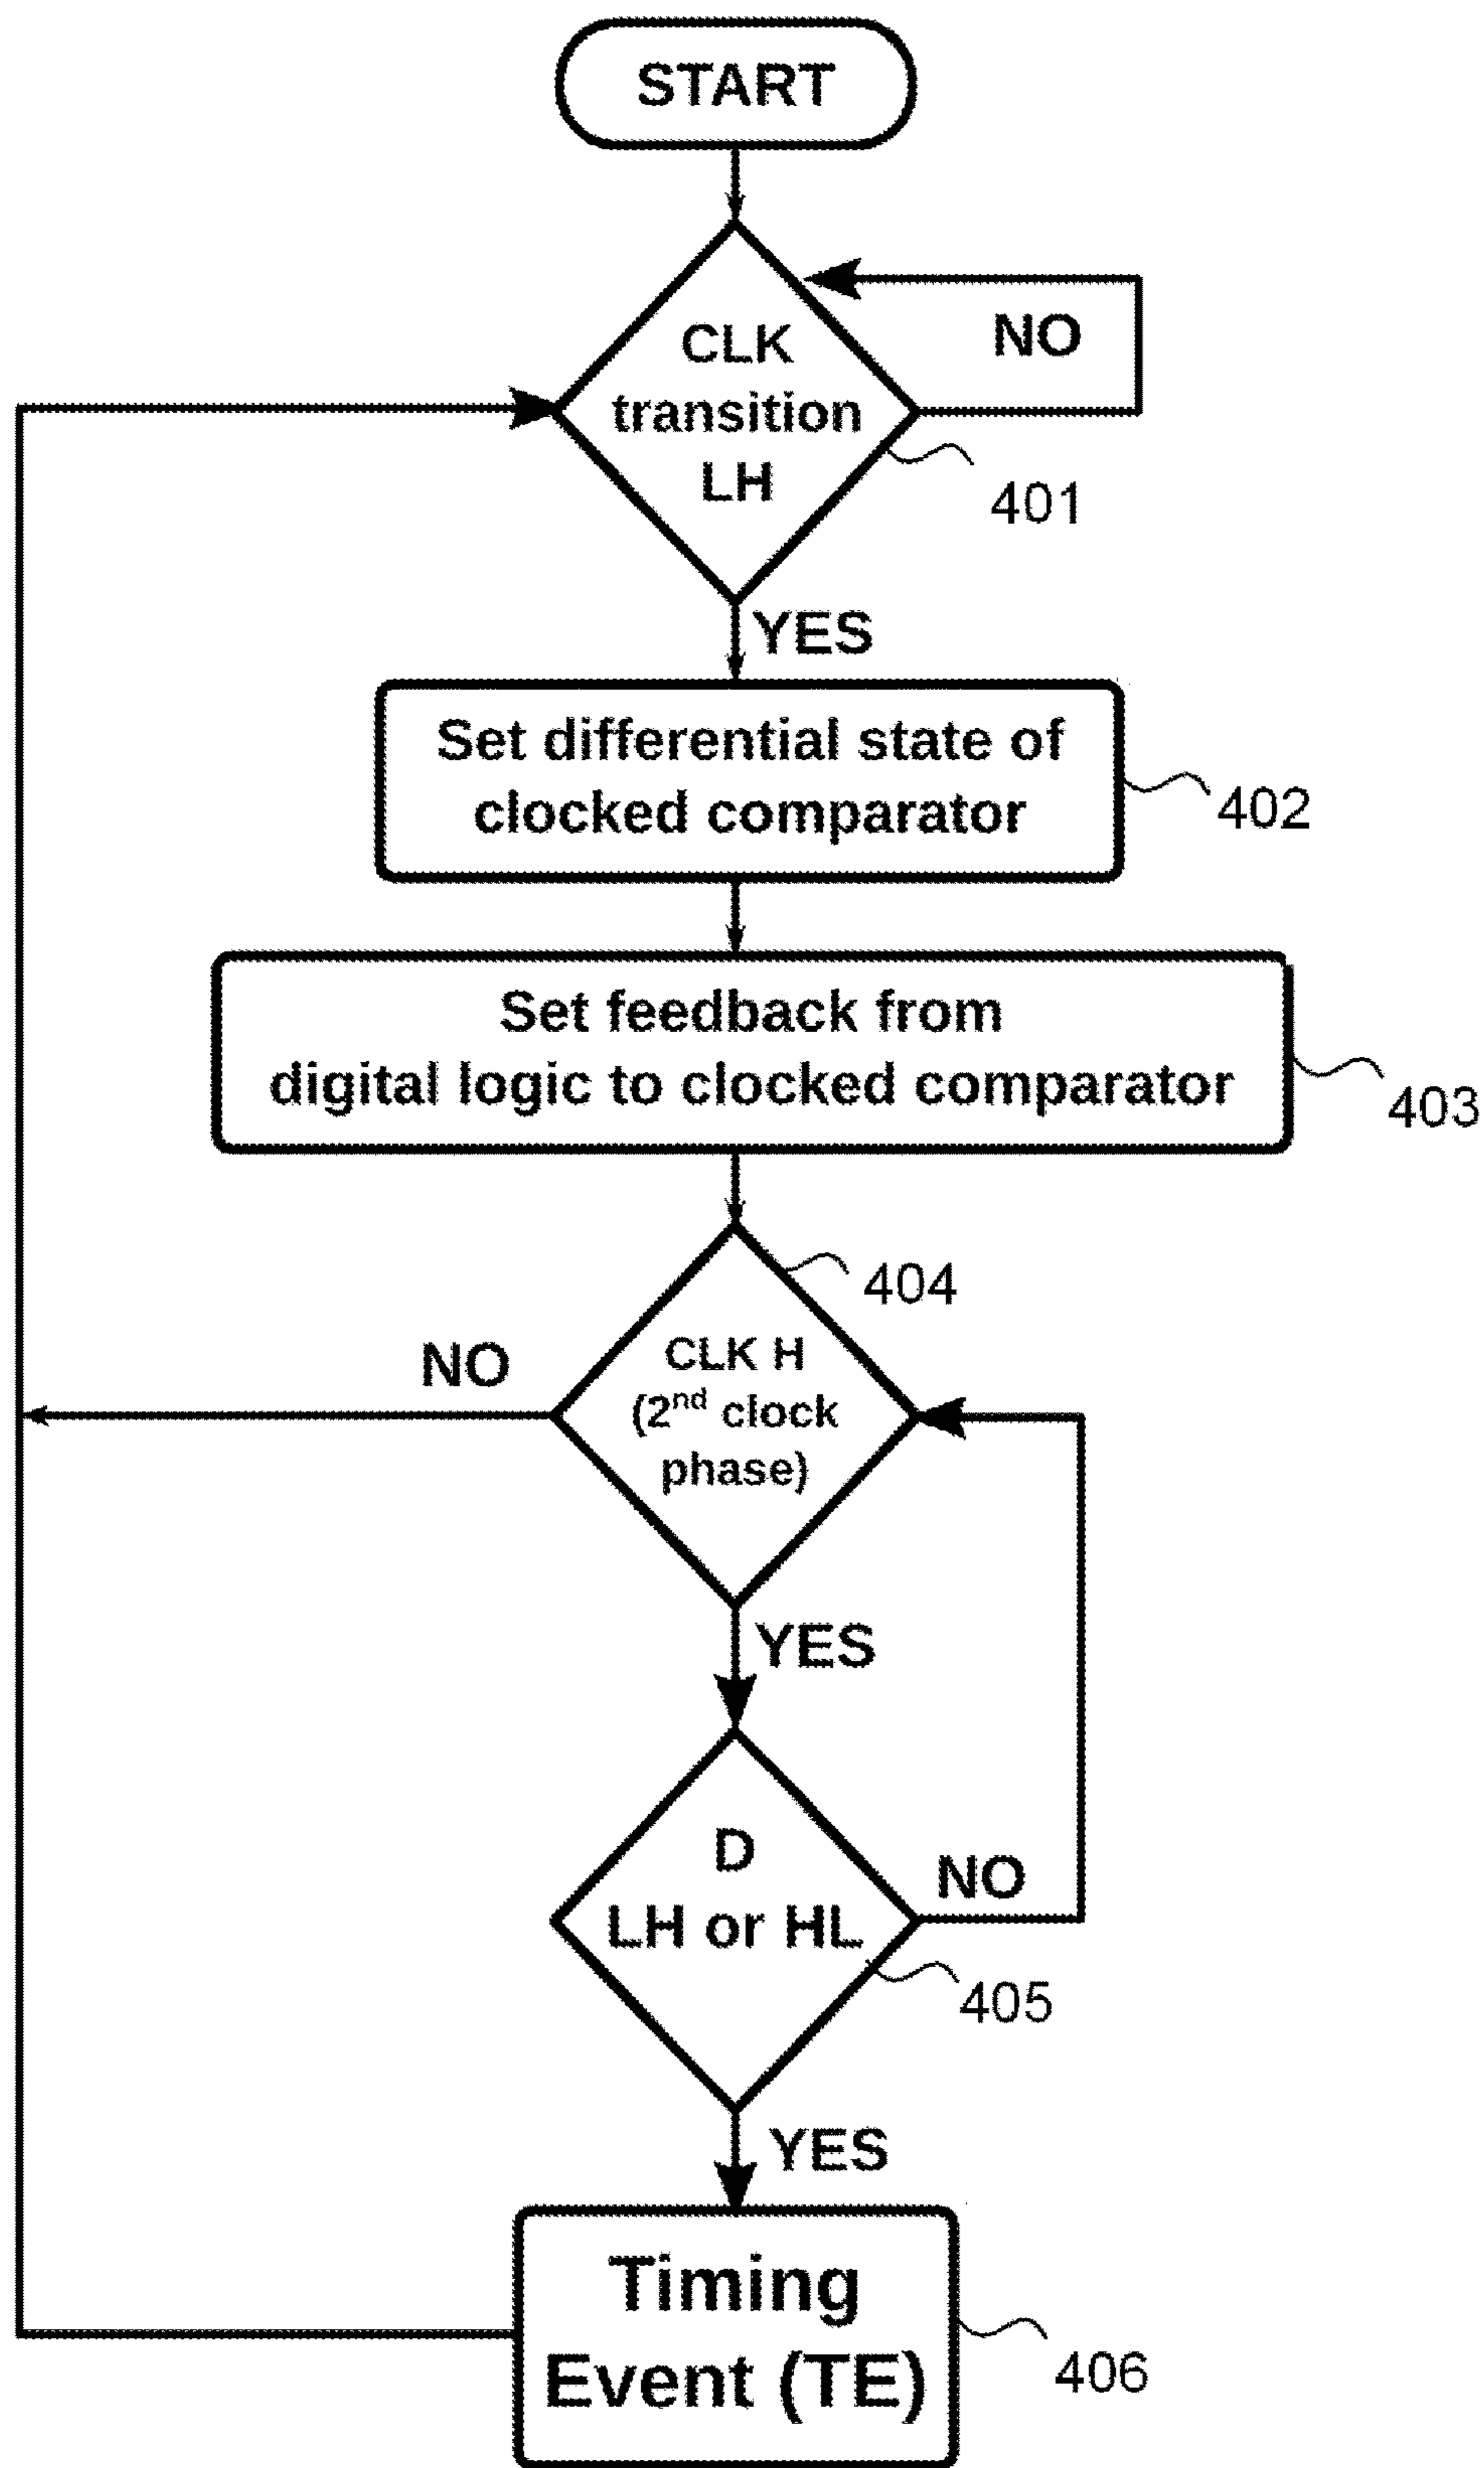 START
CLK
transition
LH
NO
401
YES
Set differential state of
clocked comparator
402
Set feedback from
digital logic to clocked comparator
403
404
NO
CLK H
(2nd clock
phase)
YES
D
LH or HL
NO
405
YES
Timing
Event (TE)
406